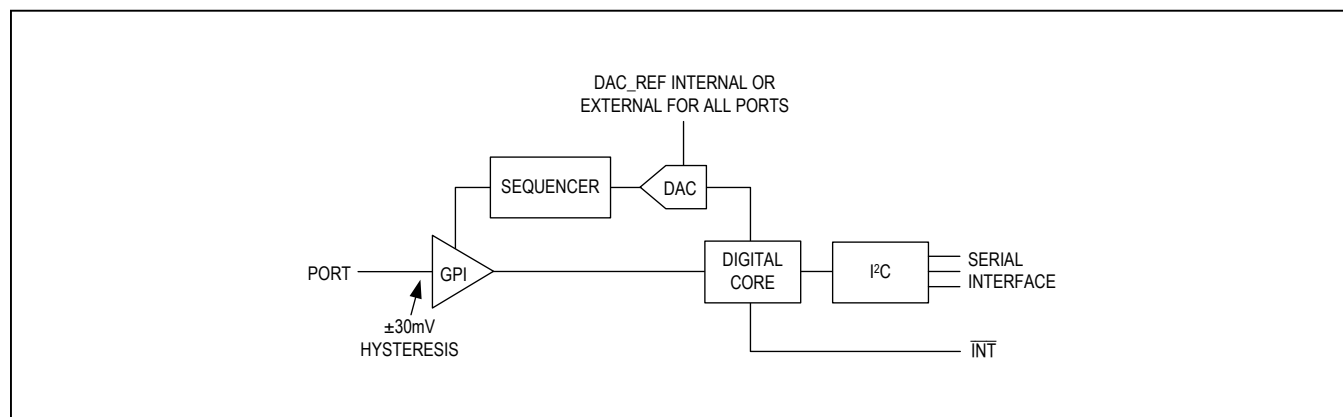 DAC_REF INTERNAL OR
EXTERNAL FOR ALL PORTS
SEQUENCER
DAC
PORT
GPI
DIGITAL
CORE
I²C
SERIAL
INTERFACE
±30mV
HYSTERESIS
INT